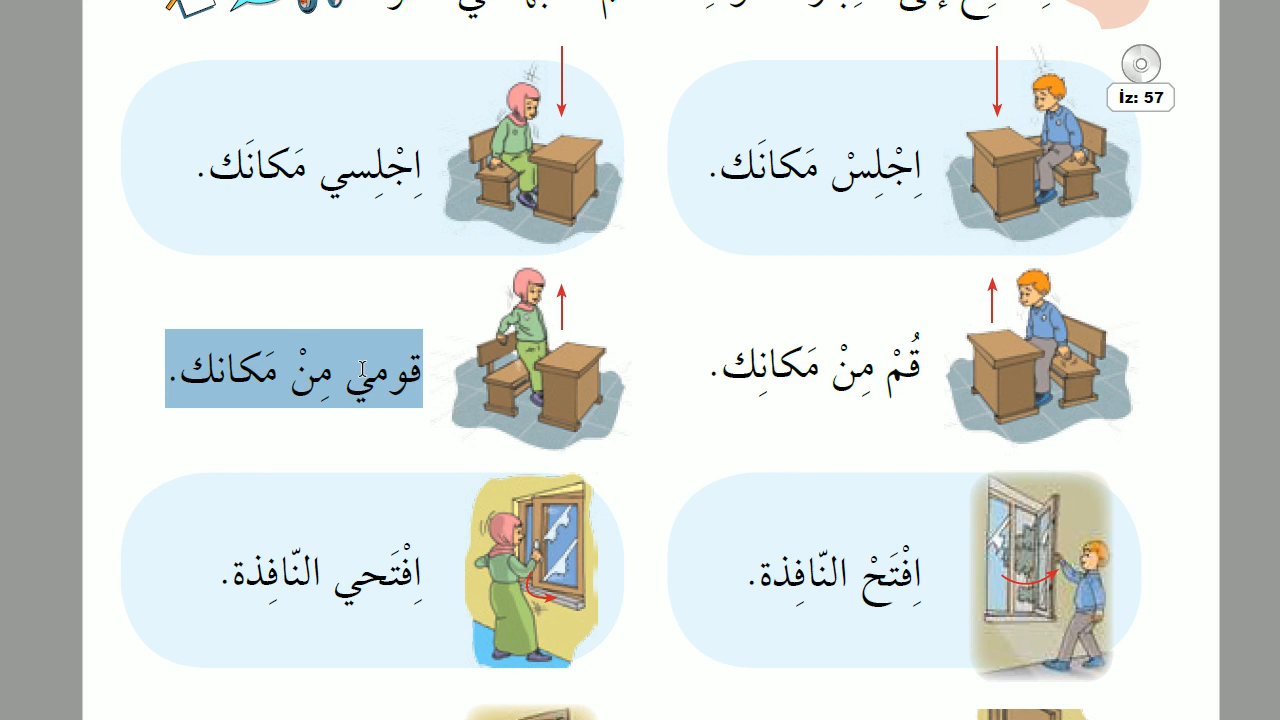 İz: 57
اِجْلِسْ مَكانَك.
اِجْلِسي مَكانَك.
قُمْ مِنْ مَكانِك.
قومي مِنْ مَكانك.
اِفْتَحْ النّافِذة.
اِفْتَحي النّافِذة.